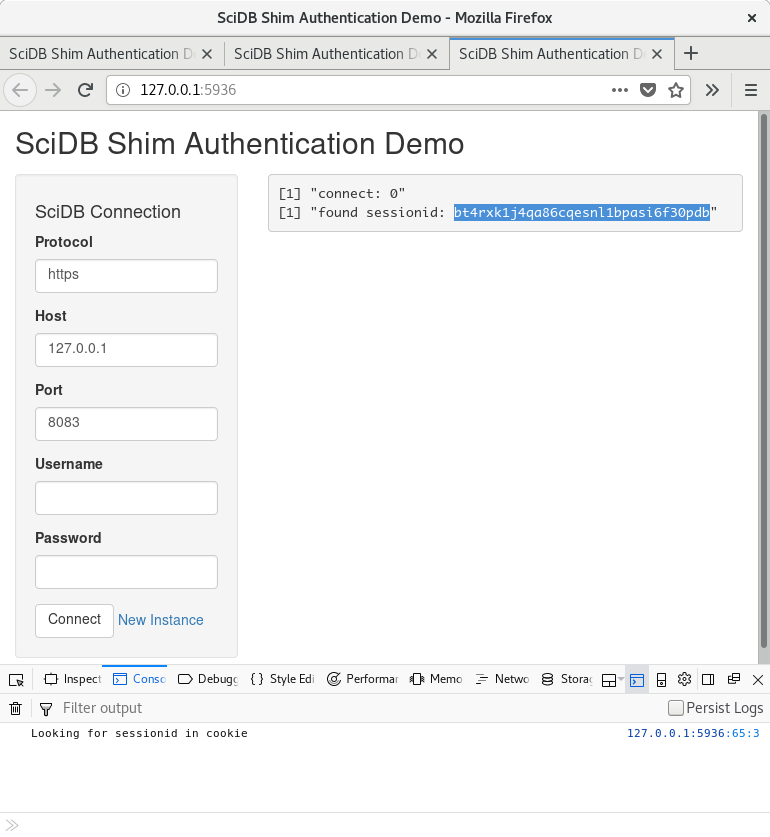 SciDB Shim Authentication Demo - Mozilla Firefox
SciDB Shim Authentication D SciDB Shim Authentication D SciDB Shim Authentication D
127.0.0.1:5936
SciDB Shim Authentication Demo
SciDB Connection
Protocol
https
Host
127.0.0.1
Port
8083
Username
Password
Connect New Instance
[1] "connect: 0"
[1] "found sessionid: bt4rxk1j4qa86cqesnl1bpasi6f30pdb"
Inspect Conso Debugg Style Edi Performar Memo Netwo Storag
Filter output Persist Logs
Looking for sessionid in cookie 127.0.0.1:5936:65:3